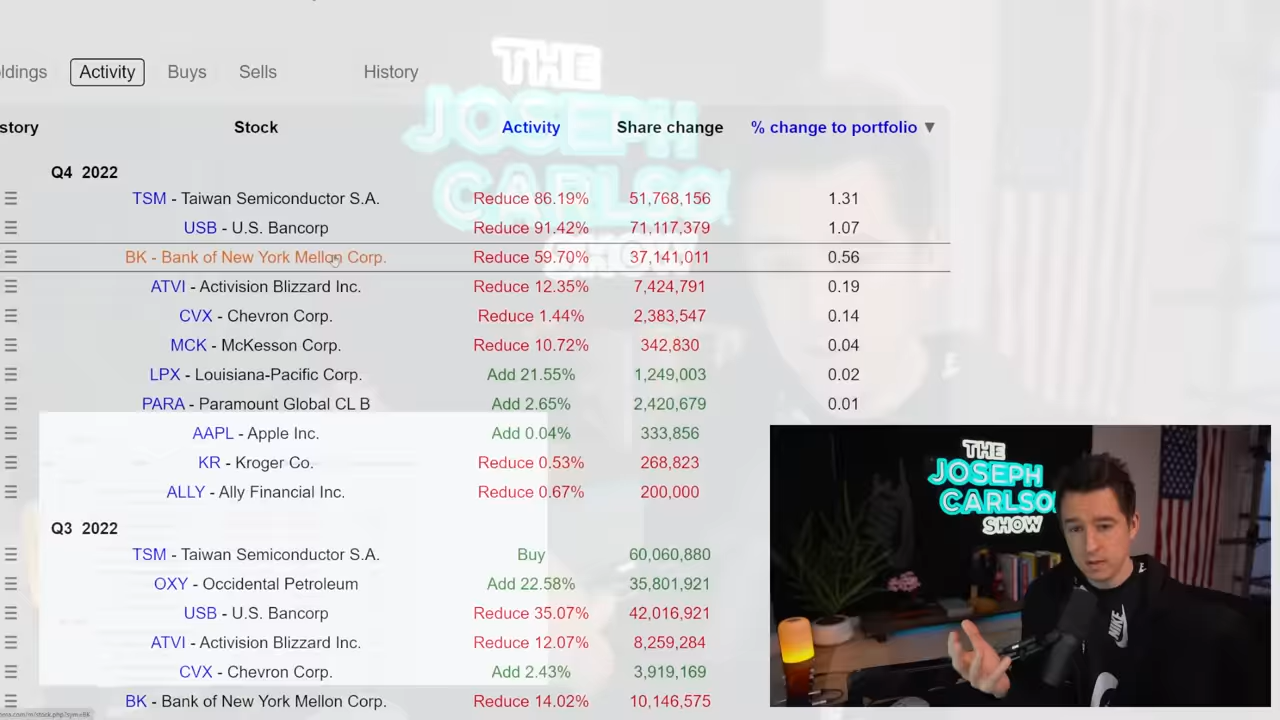 ldings Activity Buys Sells History
story Stock Activity Share change % change to portfolio ▼
Q4 2022
TSM - Taiwan Semiconductor S.A. Reduce 86.19% 51,768,156 1.31
USB - U.S. Bancorp Reduce 91.42% 71,117,379 1.07
BK - Bank of New York Mellon Corp. Reduce 59.70% 37,141,011 0.56
ATVI - Activision Blizzard Inc. Reduce 12.35% 7,424,791 0.19
CVX - Chevron Corp. Reduce 1.44% 2,383,547 0.14
MCK - McKesson Corp. Reduce 10.72% 342,830 0.04
LPX - Louisiana-Pacific Corp. Add 21.55% 1,249,003 0.02
PARA - Paramount Global CL B Add 2.65% 2,420,679 0.01
AAPL - Apple Inc. Add 0.04% 333,856
KR - Kroger Co. Reduce 0.53% 268,823
ALLY - Ally Financial Inc. Reduce 0.67% 200,000
Q3 2022
TSM - Taiwan Semiconductor S.A. Buy 60,060,880
OXY - Occidental Petroleum Add 22.58% 35,801,921
USB - U.S. Bancorp Reduce 35.07% 42,016,921
ATVI - Activision Blizzard Inc. Reduce 12.07% 8,259,284
CVX - Chevron Corp. Add 2.43% 3,919,169
BK - Bank of New York Mellon Corp. Reduce 14.02% 10,146,575
THE
JOSEPH
CARLSO
SHOW
NIKE
THE
JOSEPH
CARLSO
SHOW